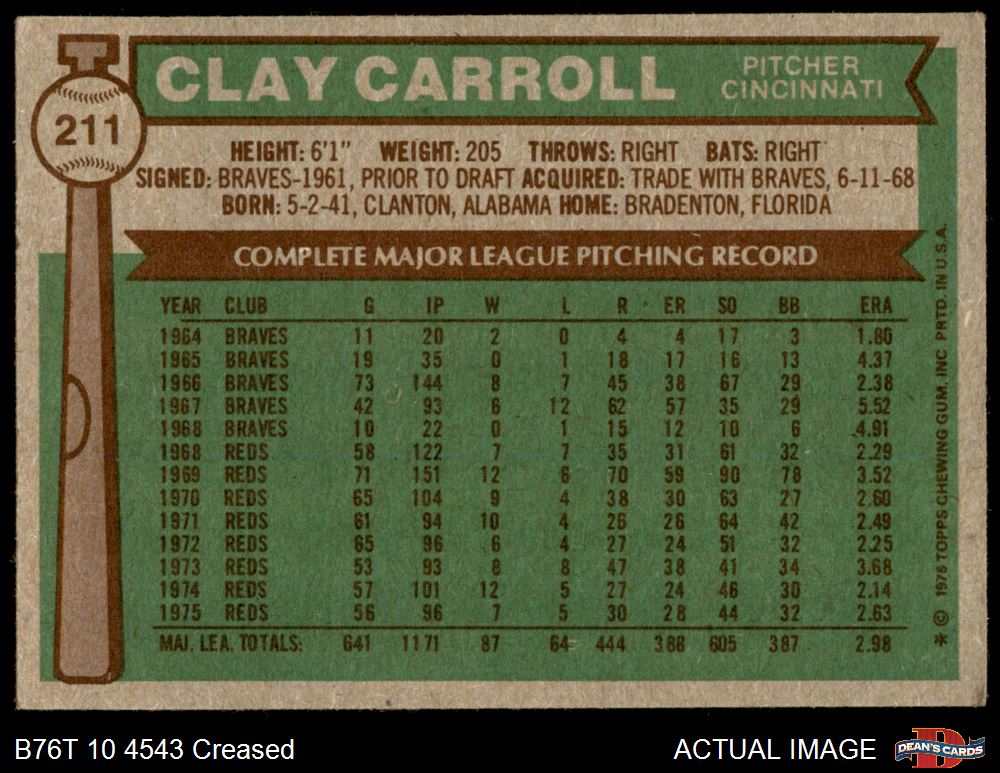 CLAY CARROLL
PITCHER
CINCINNATI
211
HEIGHT: 6'1" WEIGHT: 205 THROWS: RIGHT BATS: RIGHT
SIGNED: BRAVES-1961, PRIOR TO DRAFT ACQUIRED: TRADE WITH BRAVES, 6-11-68
BORN: 5-2-41, CLANTON, ALABAMA HOME: BRADENTON, FLORIDA
COMPLETE MAJOR LEAGUE PITCHING RECORD
YEAR CLUB G IP W L R ER SO BB ERA
1964 BRAVES 11 20 2 0 4 4 17 3 1.80
1965 BRAVES 19 35 0 1 18 17 16 13 4.37
1966 BRAVES 73 144 8 7 45 38 67 29 2.38
1967 BRAVES 42 93 6 12 62 57 35 29 5.52
1968 BRAVES 10 22 0 1 15 12 10 6 4.91
1968 REDS 58 122 7 7 35 31 61 32 2.29
1969 REDS 71 151 12 6 70 59 90 78 3.52
1970 REDS 65 104 9 4 38 30 63 27 2.60
1971 REDS 61 94 10 4 26 26 64 42 2.49
1972 REDS 65 96 6 4 27 24 51 32 2.25
1973 REDS 53 93 8 8 47 38 41 34 3.68
1974 REDS 57 101 12 5 27 24 46 30 2.14
1975 REDS 56 96 7 5 30 28 44 32 2.63
MAJ. LEA. TOTALS: 641 1171 87 64 444 388 605 387 2.98
* © 1976 TOPPS CHEWING GUM, INC PRTD. IN U.S.A.
B76T 10 4543 Creased
ACTUAL IMAGE
DEAN'S CARDS